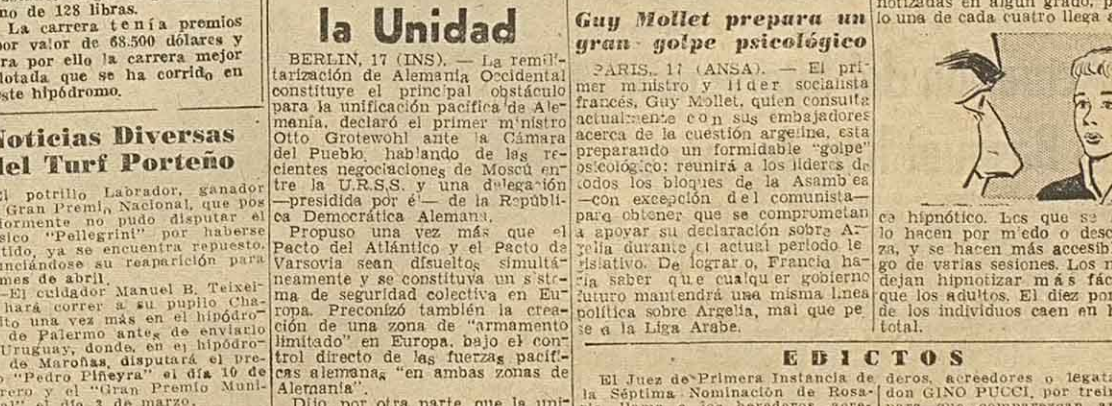 no de 128 libras.
La carrera tenía premios
por valor de 68.500 dólares y
era por ello la carrera mejor
dotada que se ha corrido en
este hipódromo.
Noticias Diversas
del Turf Porteño
El potrillo Labrador, ganador
Gran Premio Nacional, que pos
iormente no pudo disputar el
sico "Pellegrini" por haberse
tido, ya se encuentra repuesto,
unciándose su reaparición para
mes de abril.
—El cuidador Manuel B. Teixei-
hará correr a su pupilo Cha-
ito una vez más en el hipódro-
de Palermo antes de enviarlo
Uruguay, donde, en el hipódro-
de Maroñas, disputará el pre-
o "Pedro Piñeyra" el día 10 de
rero y el "Gran Premio Muni-
al" el día 3 de marzo.
la Unidad
BERLIN, 17 (INS). — La remili-
tarización de Alemania Occidental
constituye el principal obstáculo
para la unificación pacífica de Ale-
mania, declaró el primer ministro
Otto Grotewohl ante la Cámara
del Pueblo, hablando de las re-
cientes negociaciones de Moscú en-
tre la U.R.S.S. y una delegación
—presidida por él— de la Repúbli-
ca Democrática Alemana.
Propuso una vez más que el
Pacto del Atlántico y el Pacto de
Varsovia sean disueltos simultá-
neamente y se constituya un siste-
ma de seguridad colectiva en Eu-
ropa. Preconizó también la crea-
ción de una zona de "armamento
limitado" en Europa, bajo el con-
trol directo de las fuerzas pacífi-
cas alemanas "en ambas zonas de
Alemania".
Dijo por otra parte que la uni-
Guy Mollet prepara un
gran golpe psicológico
PARIS, 17 (ANSA). — El pri-
mer ministro y líder socialista
francés, Guy Mollet, quien consulta
actualmente con sus embajadores
acerca de la cuestión argelina, está
preparando un formidable "golpe"
psicológico: reunirá a los líderes de
todos los bloques de la Asamblea
—con excepción del comunista—
para obtener que se comprometan
a apoyar su declaración sobre Ar-
gelia durante el actual período le
gislativo. De lograrlo, Francia ha-
ría saber que cualquier gobierno
futuro mantendrá una misma línea
política sobre Argelia, mal que pe
se a la Liga Arabe.
notizadas en algún grado, p
lo una de cada cuatro llega
ce hipnótico. Los que se
lo hacen por miedo o desc
za, y se hacen más accesib
go de varias sesiones. Los n
dejan hipnotizar más fác
que los adultos. El diez por
de los individuos caen en
total.
EDICTOS
El Juez de Primera Instancia de
la Séptima Nominación de Rosa-
deros, acreedores o legat
don GINO PUCCI, por trei